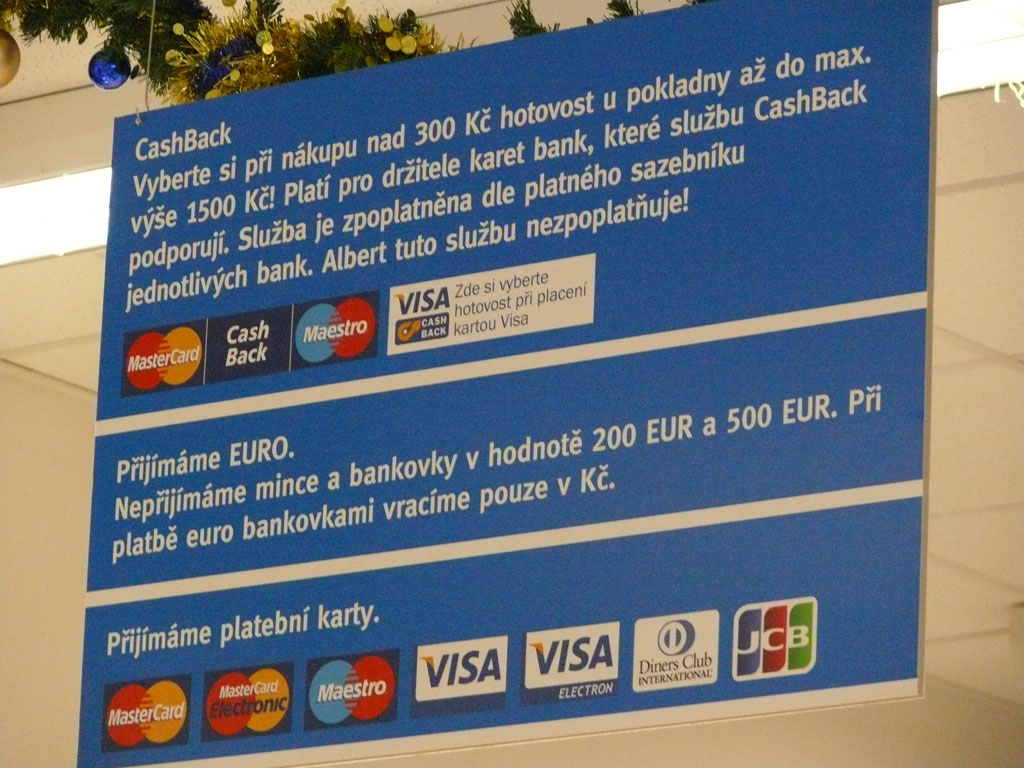 CashBack
Vyberte si při nákupu nad 300 Kč hotovost u pokladny až do max.
výše 1500 Kč! Platí pro držitele karet bank, které službu CashBack
podporují. Služba je zpoplatněna dle platného sazebníku
jednotlivých bank. Albert tuto službu nezpoplatňuje!
MasterCard
Cash
Back
Maestro
VISA
CASH
BACK
Zde si vyberte
hotovost při placení
kartou Visa
Přijímáme EURO.
Nepřijímáme mince a bankovky v hodnotě 200 EUR a 500 EUR. Při
platbě euro bankovkami vracíme pouze v Kč.
Přijímáme platební karty.
MasterCard
MasterCard
Electronic
Maestro
VISA
VISA
ELECTRON
Diners Club
INTERNATIONAL
JCB